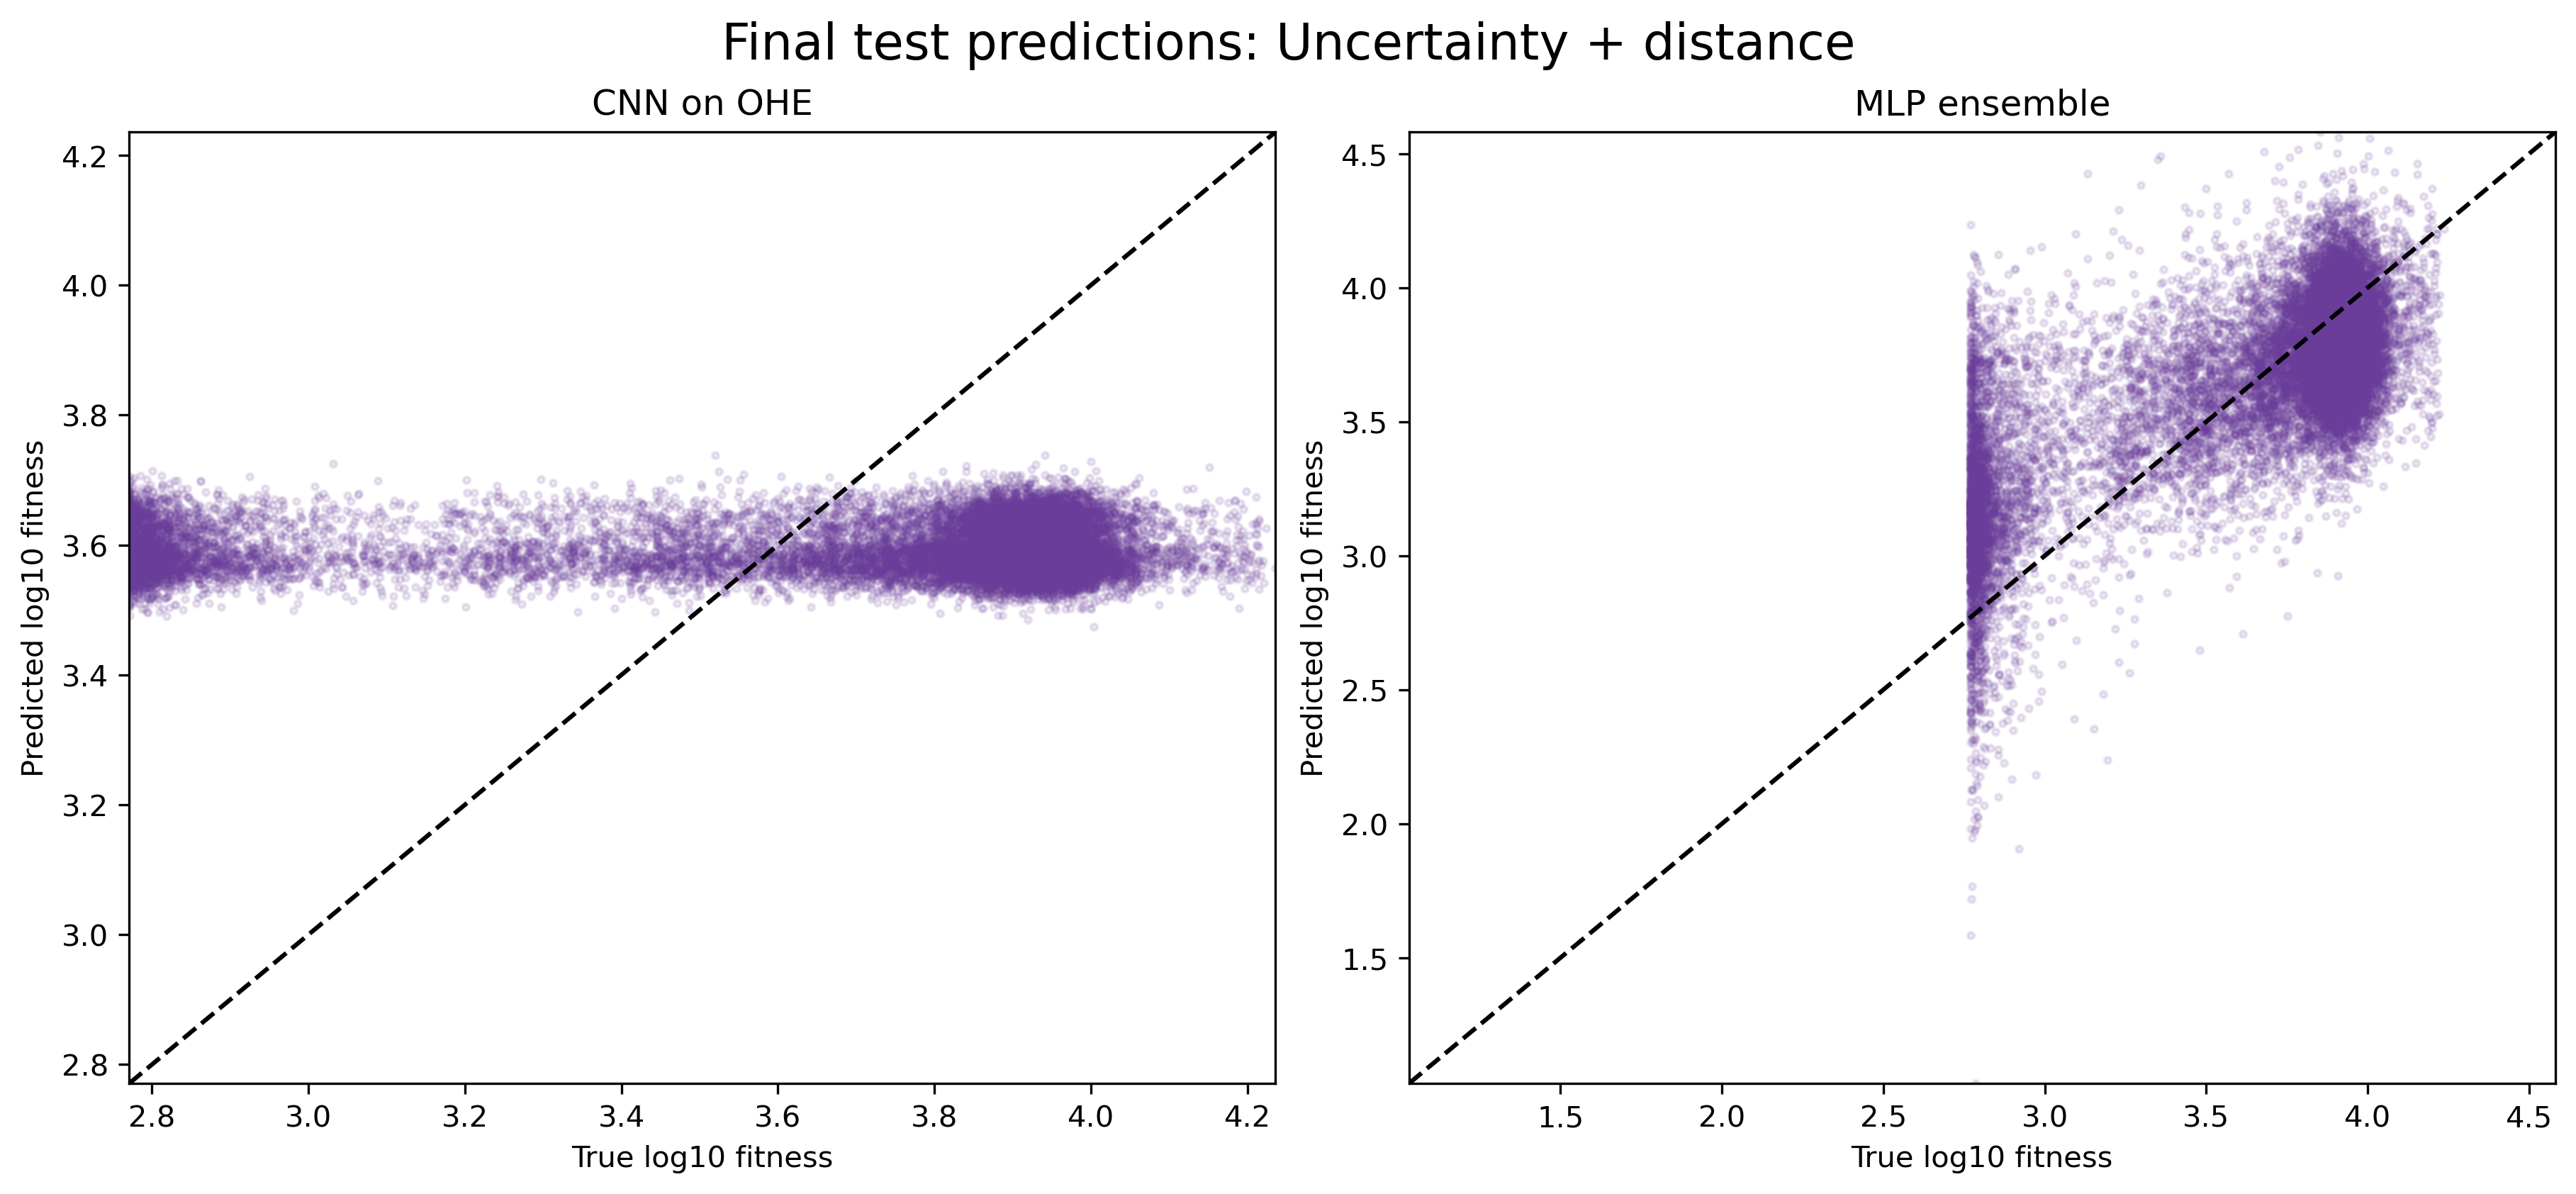 Final test predictions: Uncertainty + distance
CNN on OHE
Predicted log10 fitness
4.2
4.0
3.8
3.6
3.4
3.2
3.0
2.8
2.8 3.0 3.2 3.4 3.6 3.8 4.0 4.2
True log10 fitness
MLP ensemble
Predicted log10 fitness
4.5
4.0
3.5
3.0
2.5
2.0
1.5
1.5 2.0 2.5 3.0 3.5 4.0 4.5
True log10 fitness